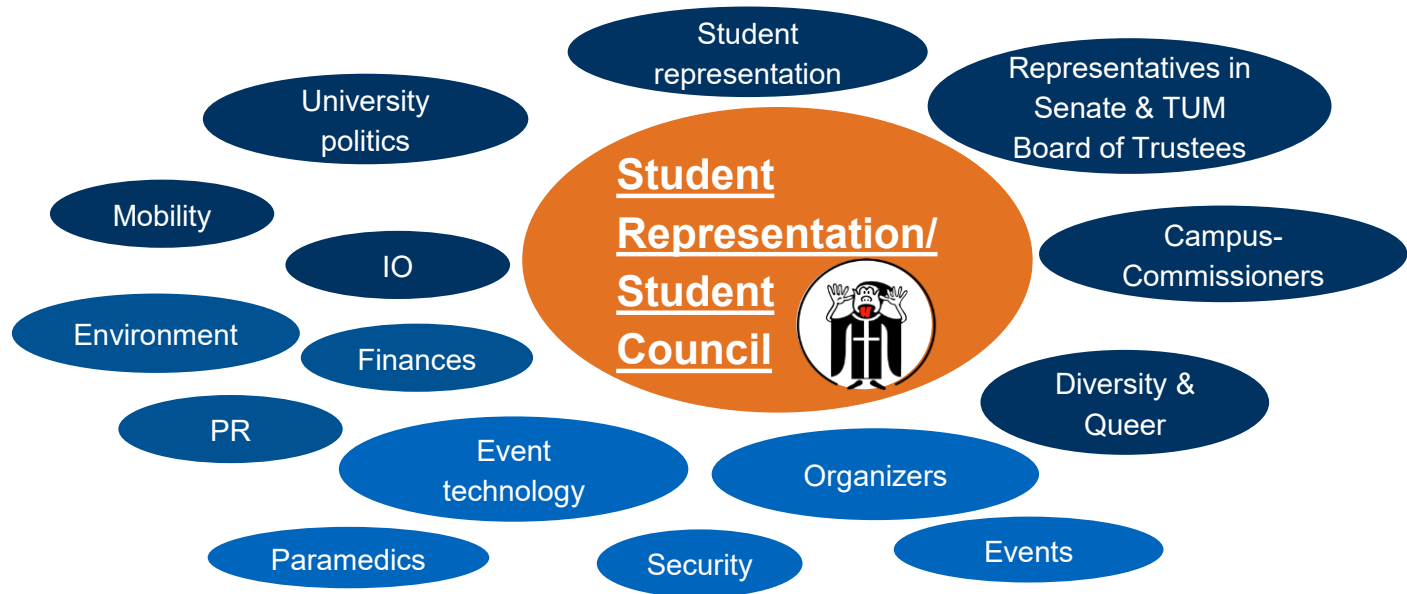 Student
representation
Representatives in
Senate & TUM
Board of Trustees
University
politics
Student
Representation/
Student
Council
Mobility
IO
Campus-
Commissioners
Environment
Finances
Diversity &
Queer
PR
Event
technology
Organizers
Paramedics
Security
Events